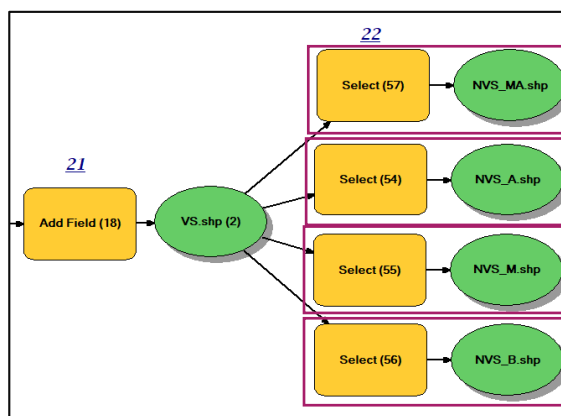 22
Select (57)
NVS_MA.shp
21
Select (54)
NVS_A.shp
Add Field (18)
VS.shp (2)
Select (55)
NVS_M.shp
Select (56)
NVS_B.shp